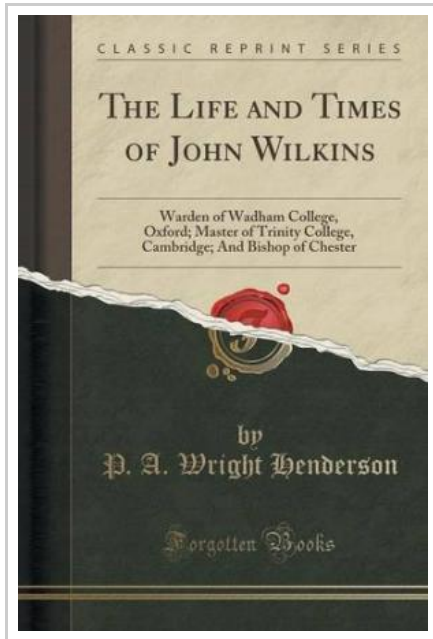 CLASSIC REPRINT SERIES
THE LIFE AND TIMES
OF JOHN WILKINS
Warden of Wadham College,
Oxford; Master of Trinity College,
Cambridge; And Bishop of Chester
by
P. A. Wright Henderson
Forgotten Books